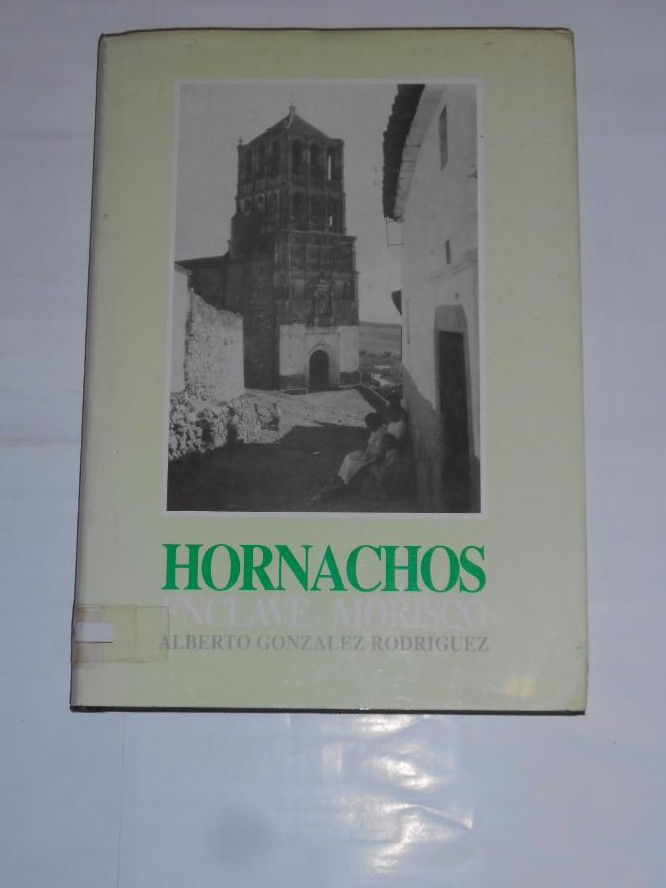 HORNACHOS
ENCLAVE MORISCO
ALBERTO GONZALEZ RODRIGUEZ